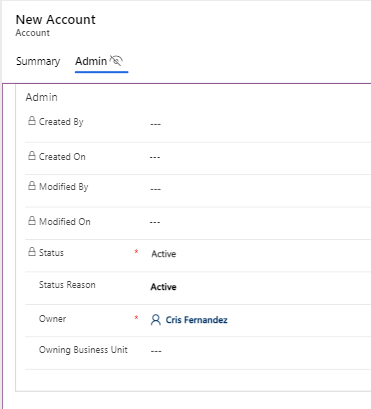 New Account
Account
Summary Admin
Admin
Created By ---
Created On ---
Modified By ---
Modified On ---
Status * Active
Status Reason Active
Owner * Cris Fernandez
Owning Business Unit ---